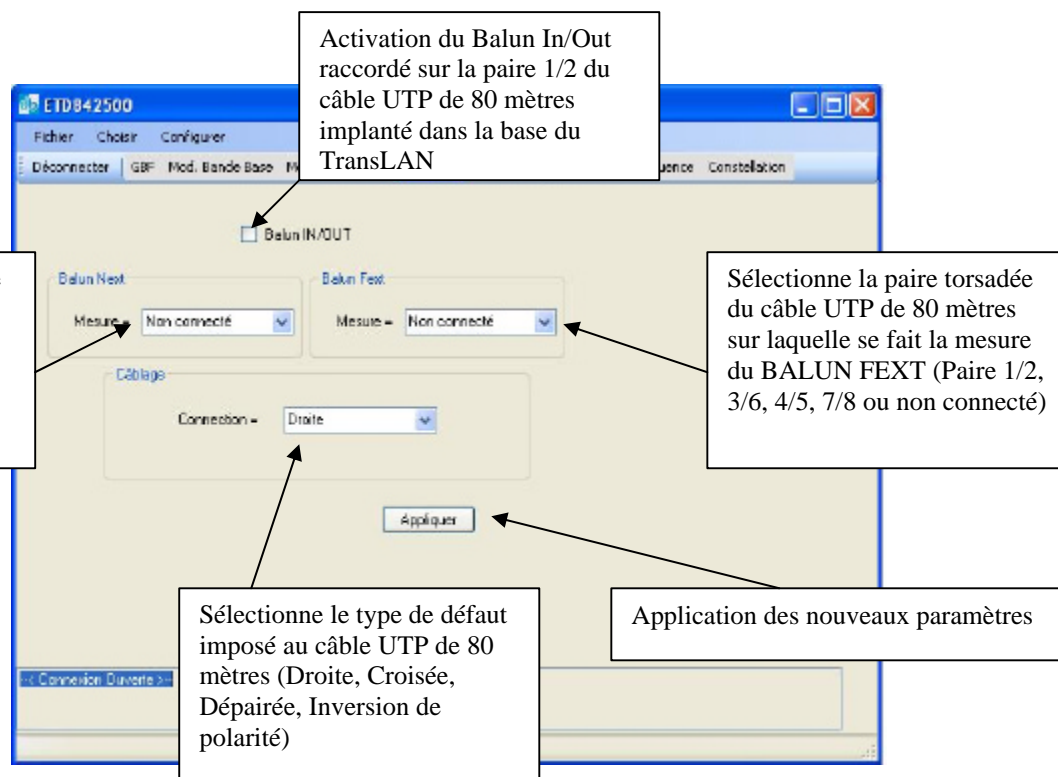 Activation du Balun In/Out
raccordé sur la paire 1/2 du
câble UTP de 80 mètres
implanté dans la base du
TransLAN
ETD842500
Fichier Choisir Configurer
Déconnecter GBF Mod. Bande Base Constellation
Balun IN/OUT
Balun Next
Mesure = Non connecté
Balun Fext
Mesure = Non connecté
Sélectionne la paire torsadée
du câble UTP de 80 mètres
sur laquelle se fait la mesure
du BALUN FEXT (Paire 1/2,
3/6, 4/5, 7/8 ou non connecté)
Câblage
Connection = Droite
Appliquer
Sélectionne le type de défaut
imposé au câble UTP de 80
mètres (Droite, Croisée,
Dépairée, Inversion de
polarité)
Application des nouveaux paramètres
--< Connexion Ouverte >--